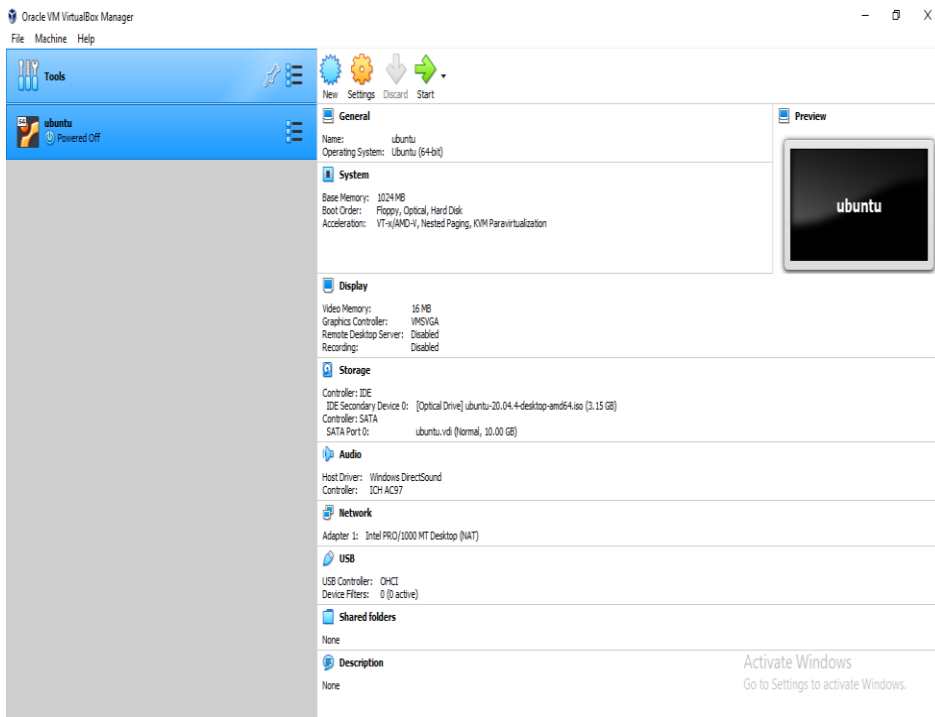 Oracle VM VirtualBox Manager
File Machine Help
Tools
New Settings Discard Start
64
ubuntu
Powered Off
General
Name: ubuntu
Operating System: Ubuntu (64-bit)
Preview
ubuntu
System
Base Memory: 1024 MB
Boot Order: Floppy, Optical, Hard Disk
Acceleration: VT-x/AMD-V, Nested Paging, KVM Paravirtualization
Display
Video Memory: 16 MB
Graphics Controller: VMSVGA
Remote Desktop Server: Disabled
Recording: Disabled
Storage
Controller: IDE
IDE Secondary Device 0: [Optical Drive] ubuntu-20.04.4-desktop-amd64.iso (3.15 GB)
Controller: SATA
SATA Port 0: ubuntu.vdi (Normal, 10.00 GB)
Audio
Host Driver: Windows DirectSound
Controller: ICH AC97
Network
Adapter 1: Intel PRO/1000 MT Desktop (NAT)
USB
USB Controller: OHCI
Device Filters: 0 (0 active)
Shared folders
None
Description
None
Activate Windows
Go to Settings to activate Windows.